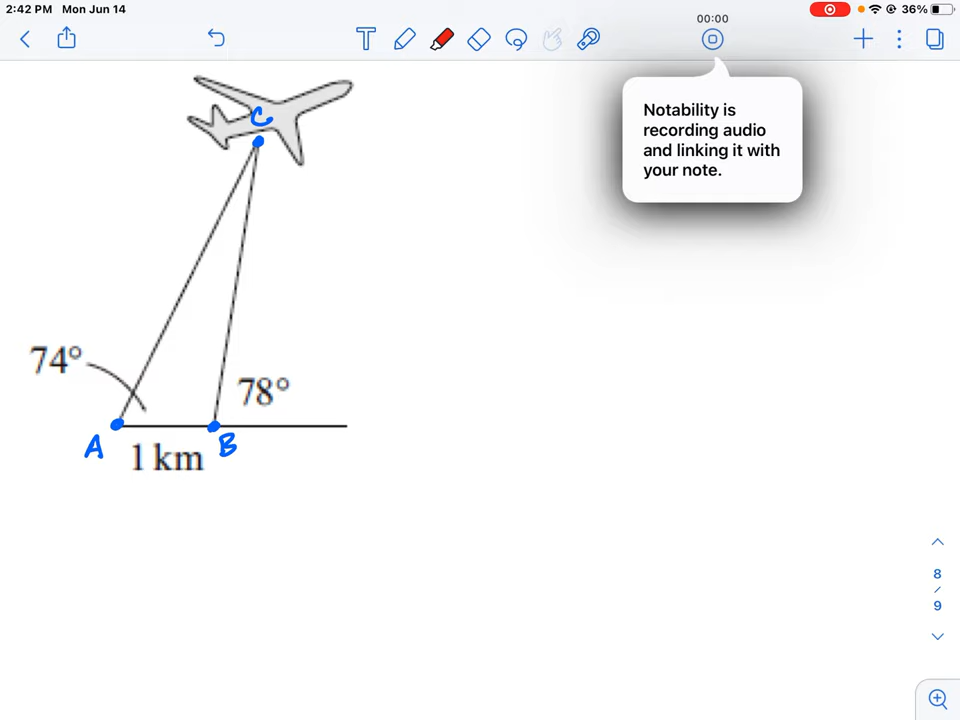 2:42 PM Mon Jun 14
36%
T
00:00
Notability is
recording audio
and linking it with
your note.
C
74°
78°
A
B
1 km
8
/
9